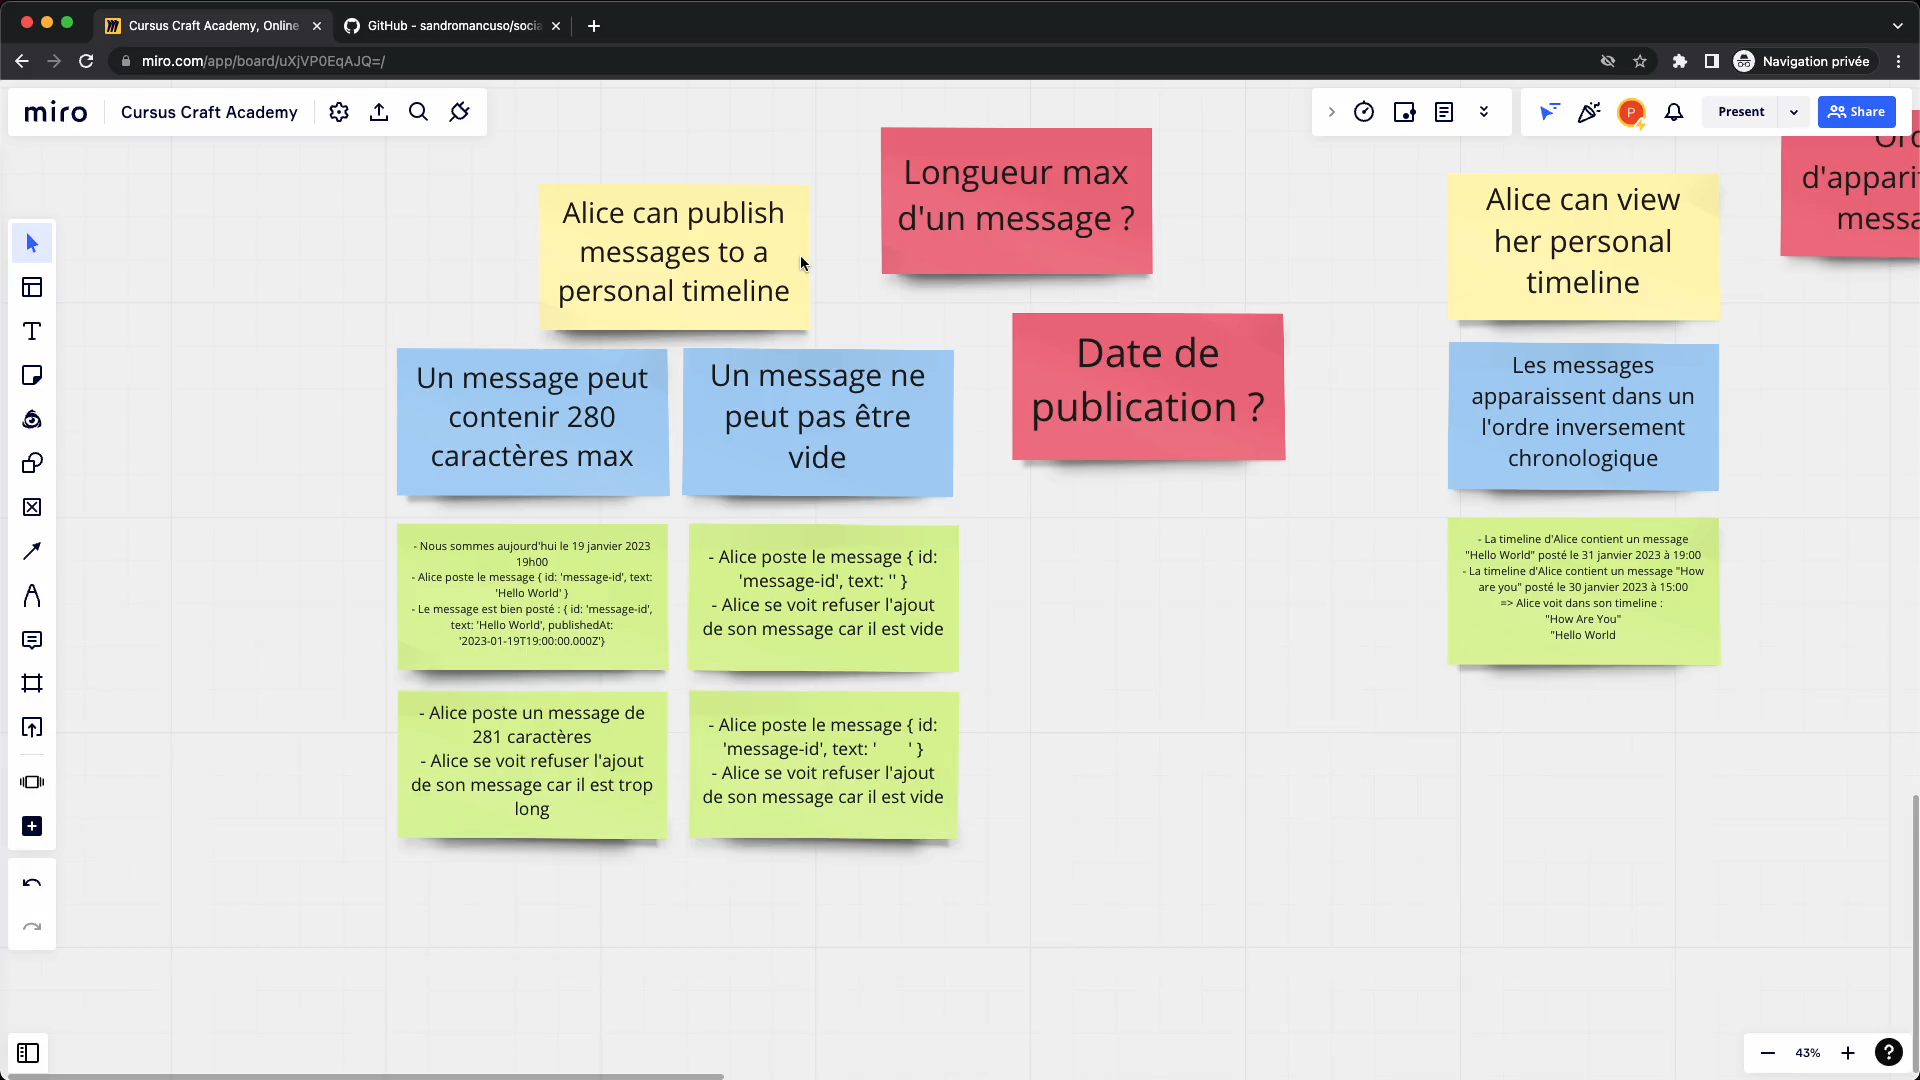 Cursus Craft Academy, Online
GitHub - sandromancuso/socia
miro.com/app/board/uXjVP0EqAJQ=/
Navigation privée
miro
Cursus Craft Academy
P
Present
Share
Alice can publish
messages to a
personal timeline
Longueur max
d'un message ?
Date de
publication ?
Un message peut
contenir 280
caractères max
Un message ne
peut pas être
vide
- Nous sommes aujourd'hui le 19 janvier 2023
19h00
- Alice poste le message { id: 'message-id', text:
'Hello World' }
- Le message est bien posté : { id: 'message-id',
text: 'Hello World', publishedAt:
'2023-01-19T19:00:00.000Z'}
- Alice poste le message { id:
'message-id', text: '' }
- Alice se voit refuser l'ajout
de son message car il est vide
- Alice poste un message de
281 caractères
- Alice se voit refuser l'ajout
de son message car il est trop
long
- Alice poste le message { id:
'message-id', text: '      ' }
- Alice se voit refuser l'ajout
de son message car il est vide
Alice can view
her personal
timeline
Les messages
apparaissent dans un
l'ordre inversement
chronologique
- La timeline d'Alice contient un message
"Hello World" posté le 31 janvier 2023 à 19:00
- La timeline d'Alice contient un message "How
are you" posté le 30 janvier 2023 à 15:00
=> Alice voit dans son timeline :
"How Are You"
"Hello World
d'appari
messa
43%